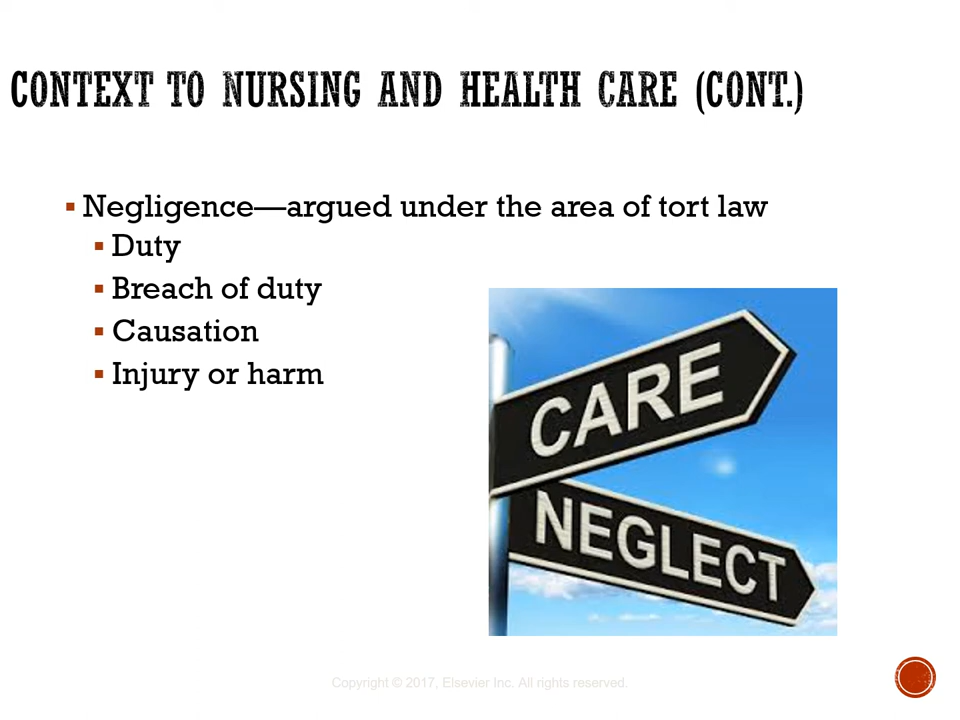 CONTEXT TO NURSING AND HEALTH CARE (CONT.)
Negligence—argued under the area of tort law
Duty
Breach of duty
Causation
Injury or harm
CARE
NEGLECT
Copyright © 2017, Elsevier Inc. All rights reserved.